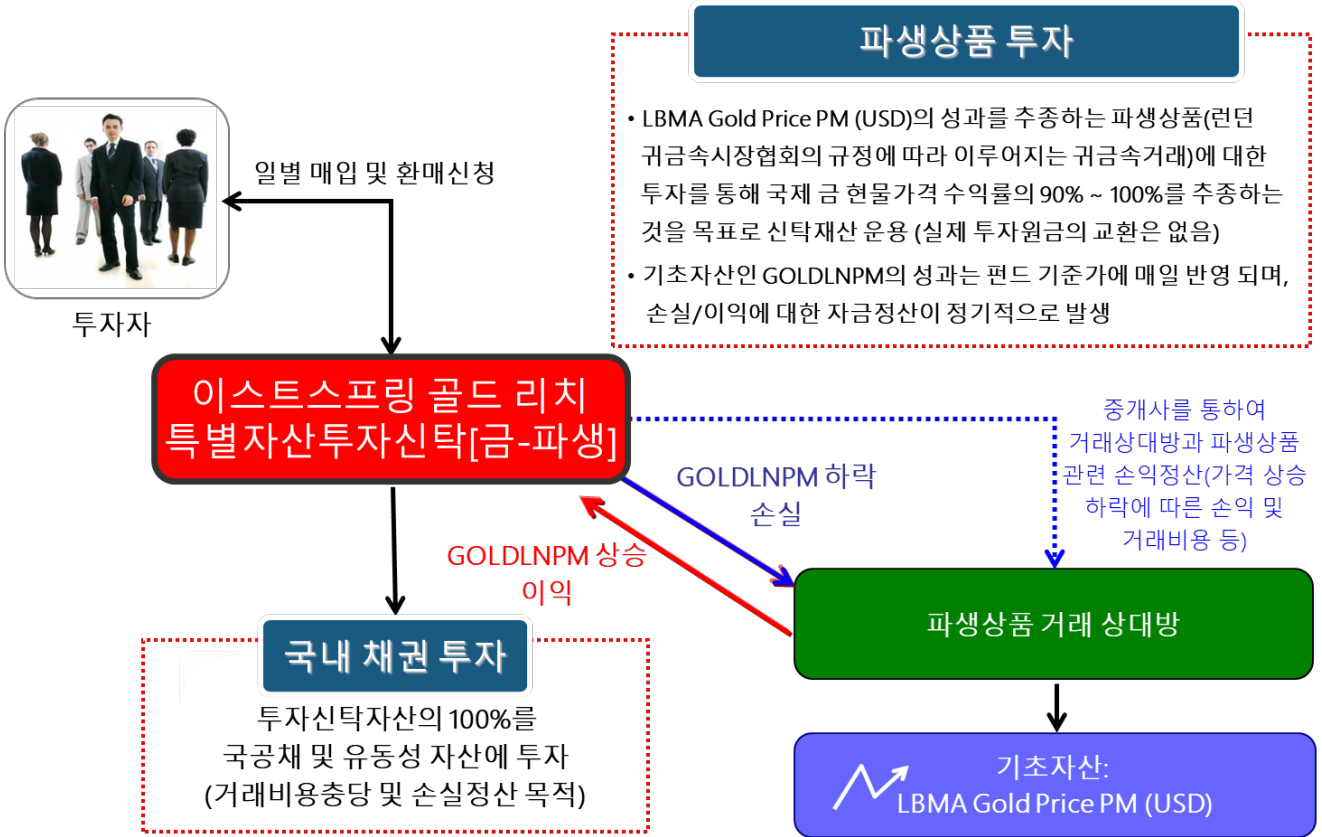 파생상품 투자
• LBMA Gold Price PM (USD)의 성과를 추종하는 파생상품(런던
귀금속시장협회의 규정에 따라 이루어지는 귀금속거래)에 대한
투자를 통해 국제 금 현물가격 수익률의 90% ~ 100%를 추종하는
것을 목표로 신탁재산 운용 (실제 투자원금의 교환은 없음)
• 기초자산인 GOLDLNPM의 성과는 펀드 기준가에 매일 반영 되며,
손실/이익에 대한 자금정산이 정기적으로 발생
일별 매입 및 환매신청
투자자
이스트스프링 골드 리치
특별자산투자신탁[금-파생]
GOLDLNPM 하락
손실
중개사를 통하여
거래상대방과 파생상품
관련 손익정산(가격 상승
하락에 따른 손익 및
거래비용 등)
GOLDLNPM 상승
이익
파생상품 거래 상대방
국내 채권 투자
투자신탁자산의 100%를
국공채 및 유동성 자산에 투자
(거래비용충당 및 손실정산 목적)
기초자산:
LBMA Gold Price PM (USD)